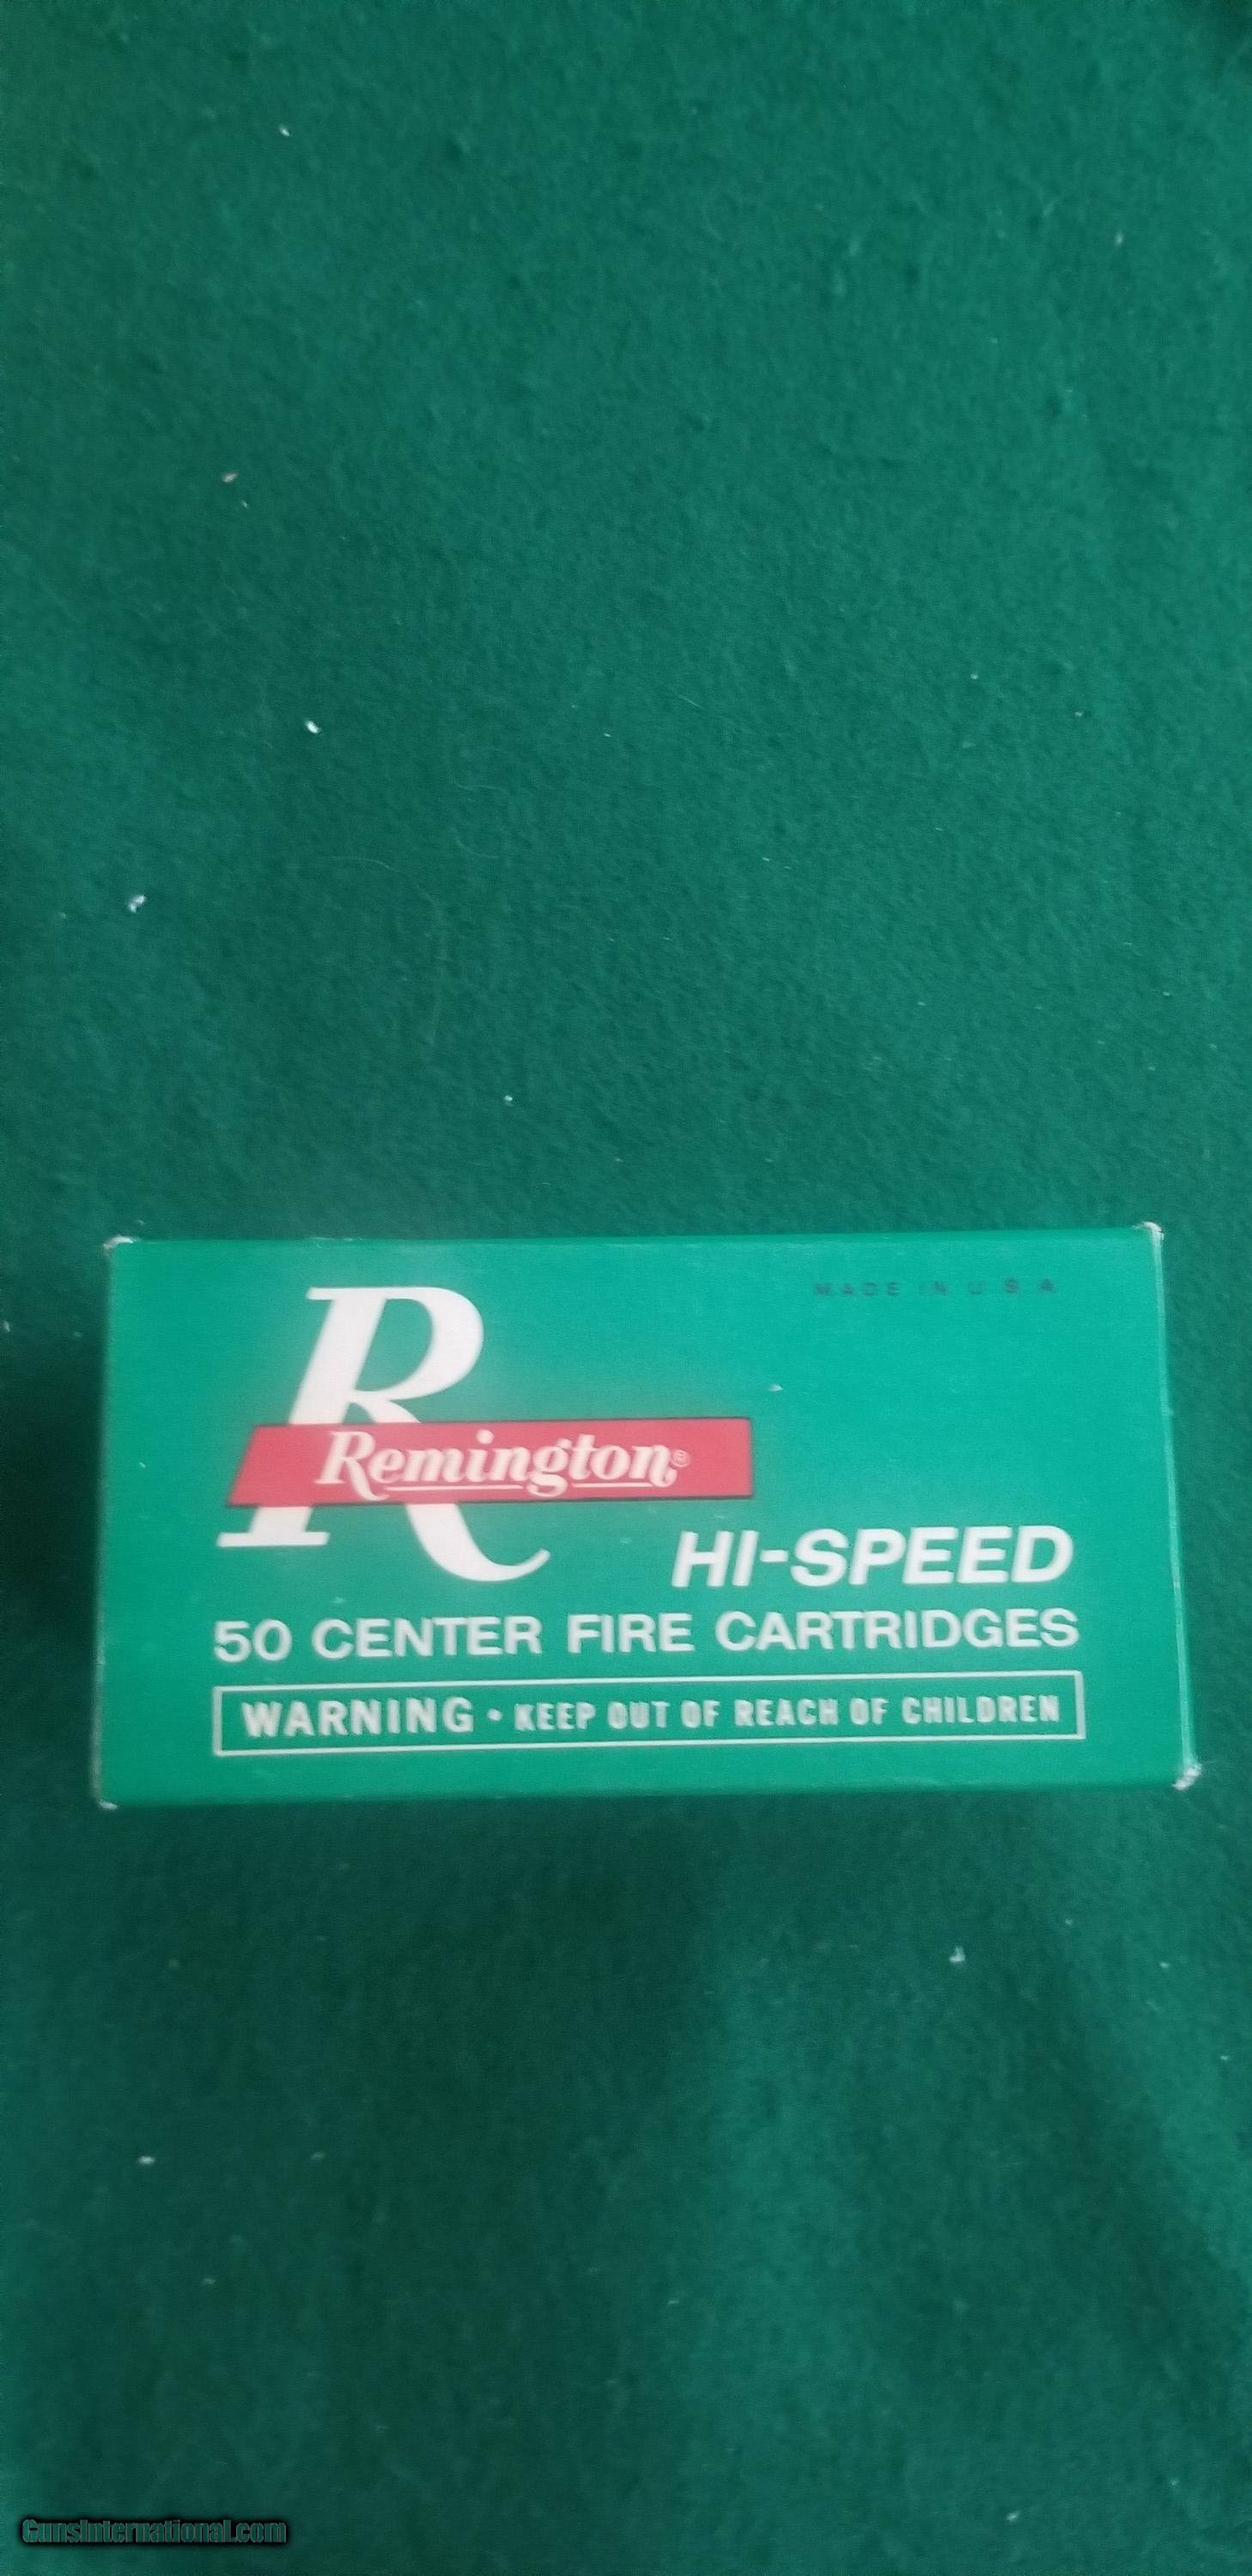 MADE IN U.S.A.
R
Remington®
HI-SPEED
50 CENTER FIRE CARTRIDGES
WARNING • KEEP OUT OF REACH OF CHILDREN
GunsInternational.com